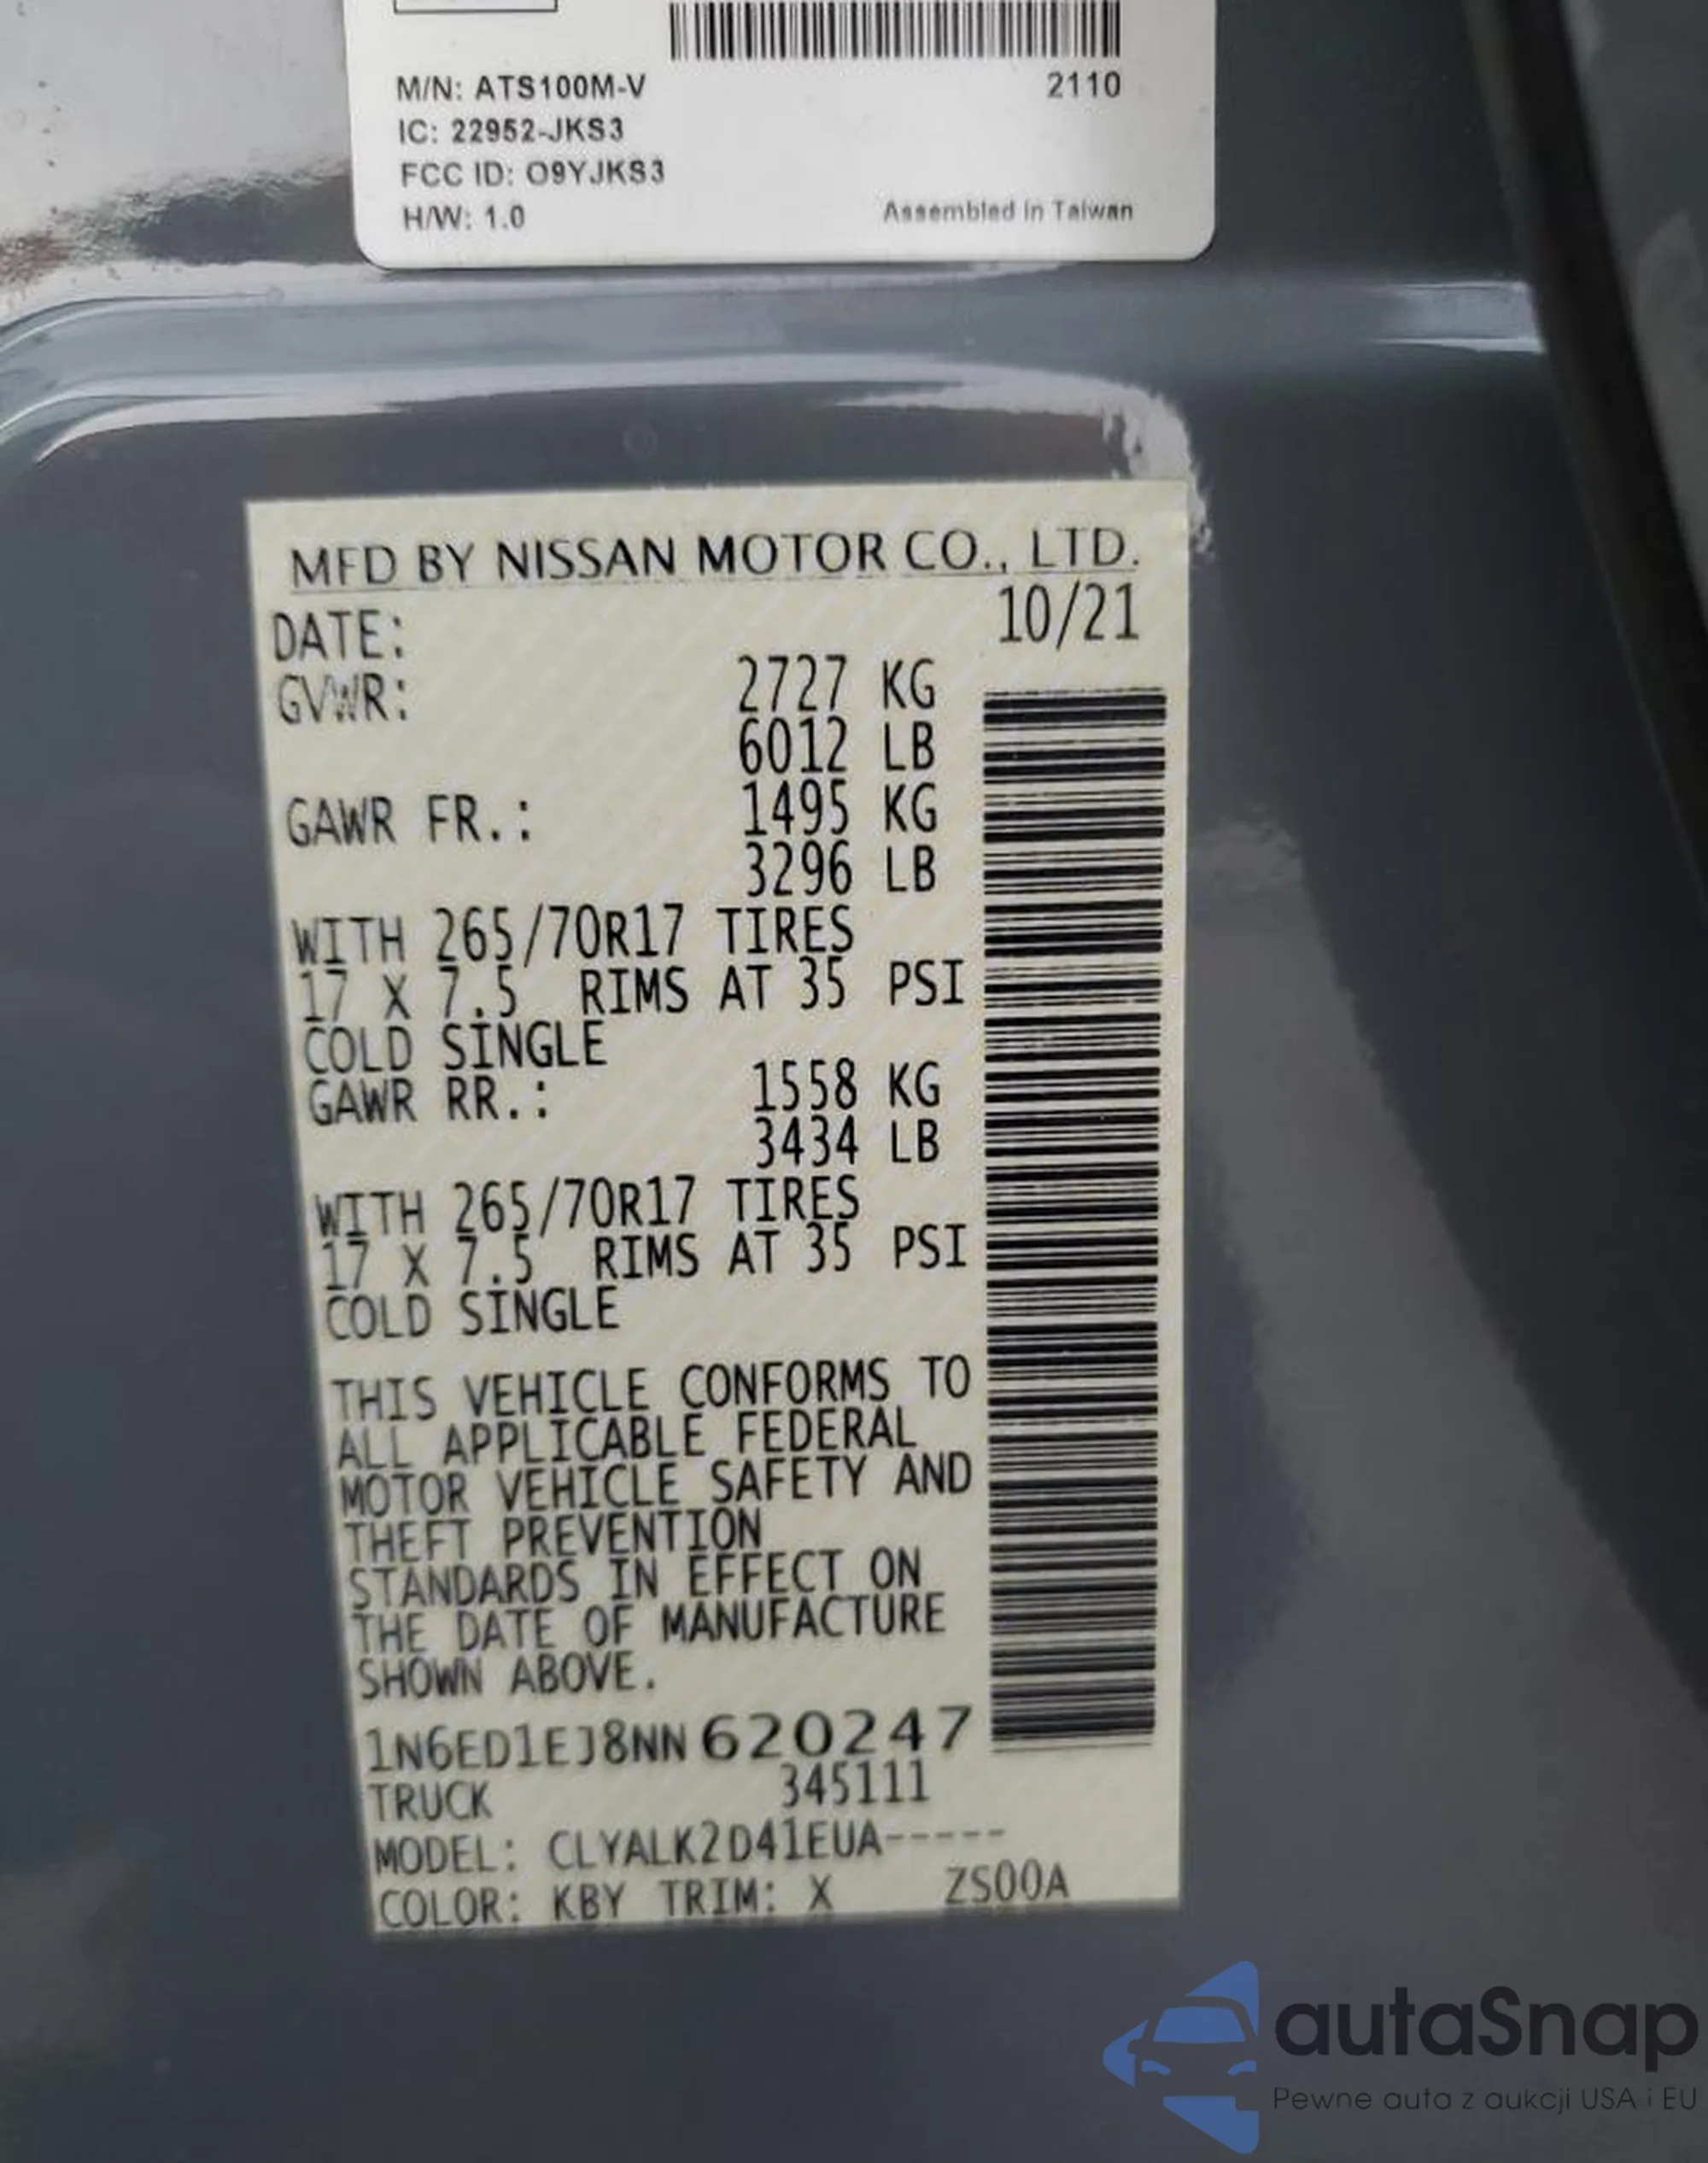 M/N: ATS100M-V 2110
IC: 22952-JKS3
FCC ID: O9YJKS3
H/W: 1.0 Assembled in Taiwan
MFD BY NISSAN MOTOR CO., LTD.
DATE: 10/21
GVWR: 2727 KG
6012 LB
GAWR FR.: 1495 KG
3296 LB
WITH 265/70R17 TIRES
17 X 7.5 RIMS AT 35 PSI
COLD SINGLE
GAWR RR.: 1558 KG
3434 LB
WITH 265/70R17 TIRES
17 X 7.5 RIMS AT 35 PSI
COLD SINGLE
THIS VEHICLE CONFORMS TO
ALL APPLICABLE FEDERAL
MOTOR VEHICLE SAFETY AND
THEFT PREVENTION
STANDARDS IN EFFECT ON
THE DATE OF MANUFACTURE
SHOWN ABOVE.
1N6ED1EJ8NN620247
TRUCK 345111
MODEL: CLYALK2D41EUA-----
COLOR: KBY TRIM: X ZS00A
autaSnap
Pewne auta z aukcji USA i EU